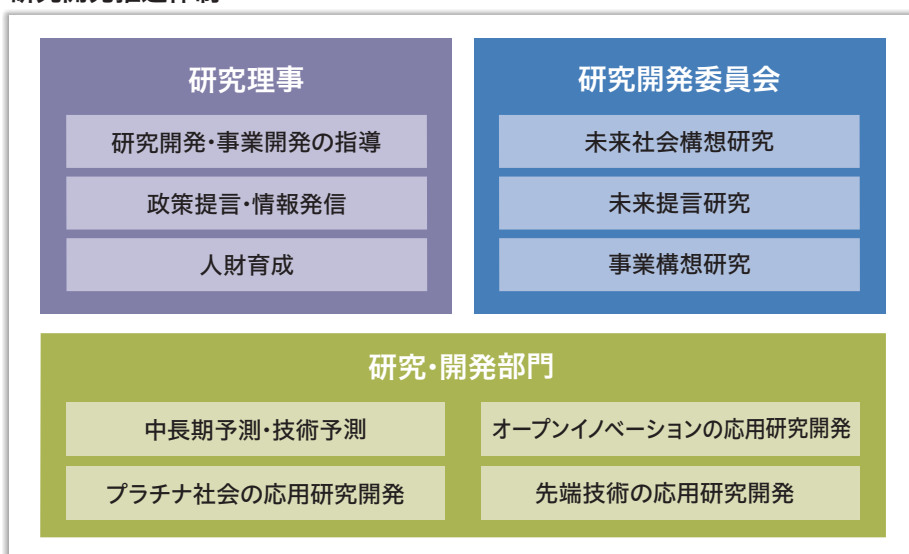 研究理事
研究開発・事業開発の指導
政策提言・情報発信
人財育成
研究開発委員会
未来社会構想研究
未来提言研究
事業構想研究
研究・開発部門
中長期予測・技術予測
オープンイノベーションの応用研究開発
プラチナ社会の応用研究開発
先端技術の応用研究開発